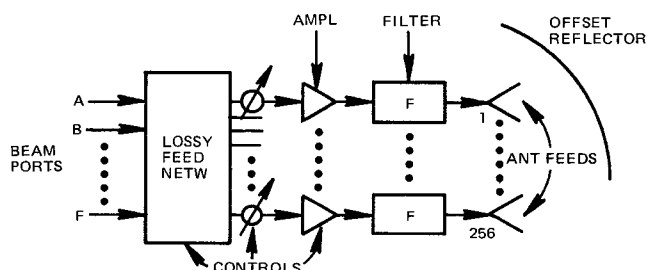 AMPL
FILTER
OFFSET
REFLECTOR
A
B
BEAM
PORTS
F
LOSSY
FEED
NETW
F
F
1
256
ANT FEEDS
CONTROLS